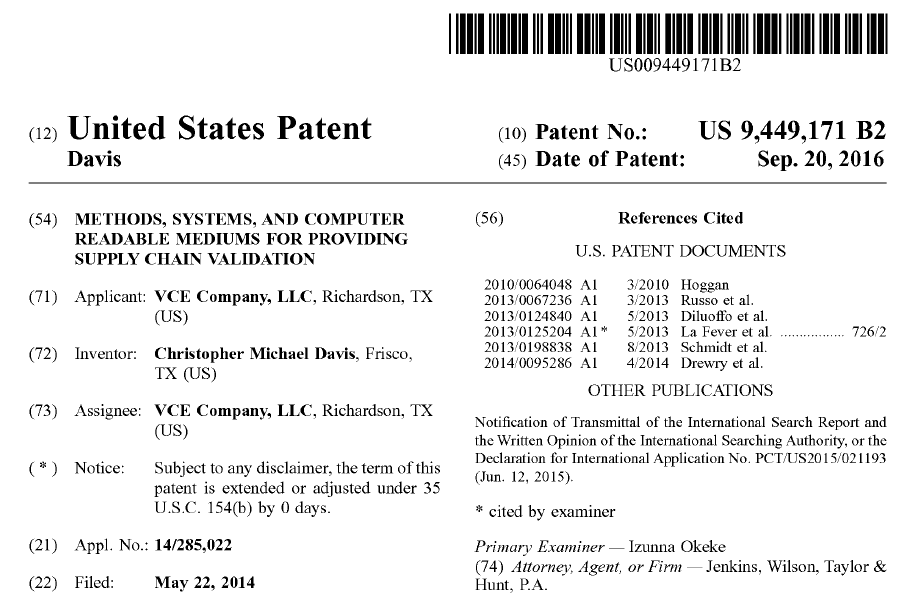 US009449171B2
(12) United States Patent
Davis
(10) Patent No.: US 9,449,171 B2
(45) Date of Patent: Sep. 20, 2016
(54) METHODS, SYSTEMS, AND COMPUTER
READABLE MEDIUMS FOR PROVIDING
SUPPLY CHAIN VALIDATION
(71) Applicant: VCE Company, LLC, Richardson, TX
(US)
(72) Inventor: Christopher Michael Davis, Frisco,
TX (US)
(73) Assignee: VCE Company, LLC, Richardson, TX
(US)
( * ) Notice: Subject to any disclaimer, the term of this
patent is extended or adjusted under 35
U.S.C. 154(b) by 0 days.
(21) Appl. No.: 14/285,022
(22) Filed: May 22, 2014
(56) References Cited
U.S. PATENT DOCUMENTS
2010/0064048 A1 3/2010 Hoggan
2013/0067236 A1 3/2013 Russo et al.
2013/0124840 A1 5/2013 Diluoffo et al.
2013/0125204 A1* 5/2013 La Fever et al. ................. 726/2
2013/0198838 A1 8/2013 Schmidt et al.
2014/0095286 A1 4/2014 Drewry et al.
OTHER PUBLICATIONS
Notification of Transmittal of the International Search Report and
the Written Opinion of the International Searching Authority, or the
Declaration for International Application No. PCT/US2015/021193
(Jun. 12, 2015).
* cited by examiner
Primary Examiner — Izunna Okeke
(74) Attorney, Agent, or Firm — Jenkins, Wilson, Taylor &
Hunt, P.A.